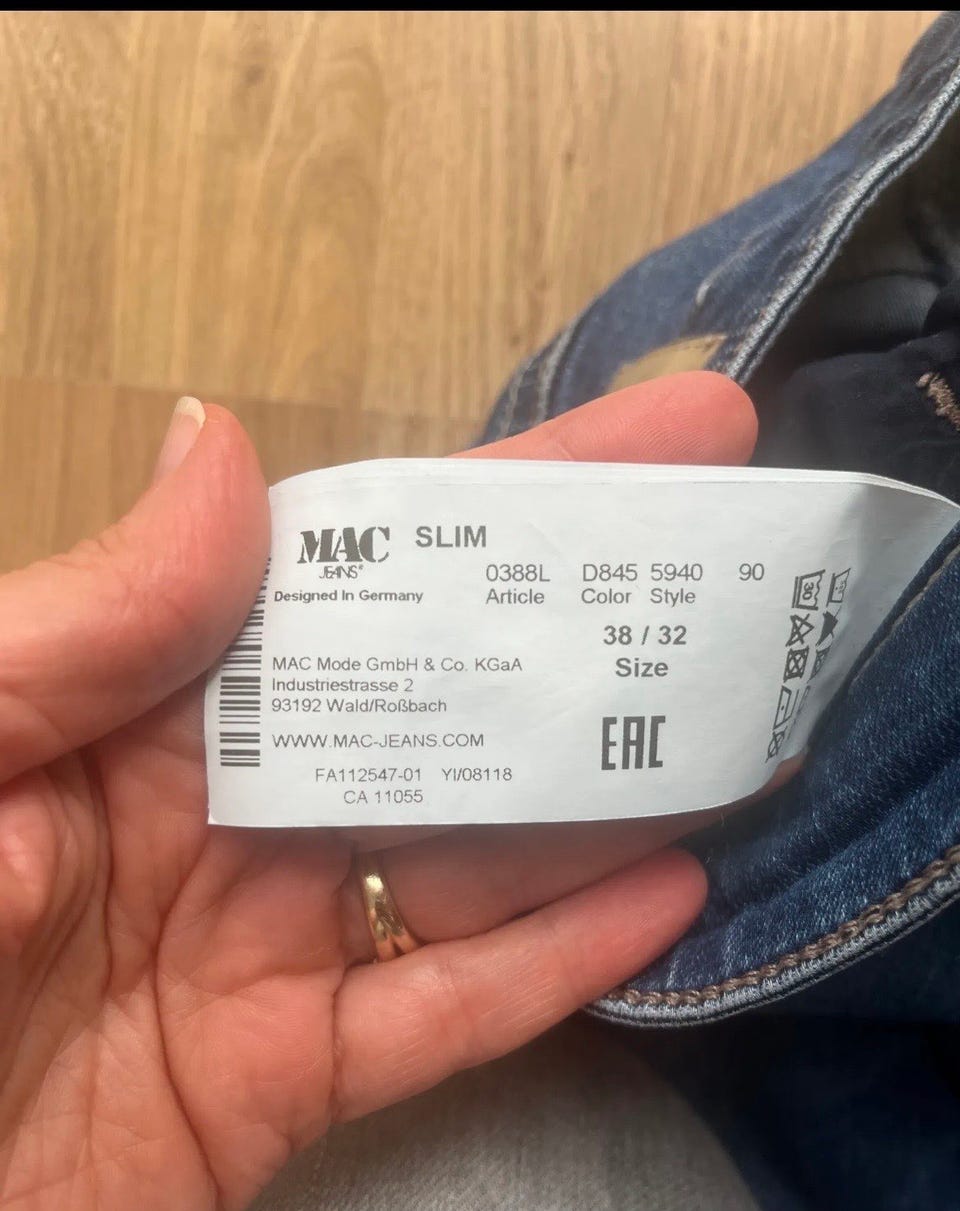 MAC SLIM
JEANS®
Designed In Germany
0388L D845 5940 90
Article Color Style
38 / 32
Size
MAC Mode GmbH & Co. KGaA
Industriestrasse 2
93192 Wald/Roßbach
WWW.MAC-JEANS.COM
EAC
FA112547-01 YI/08118
CA 11055
30